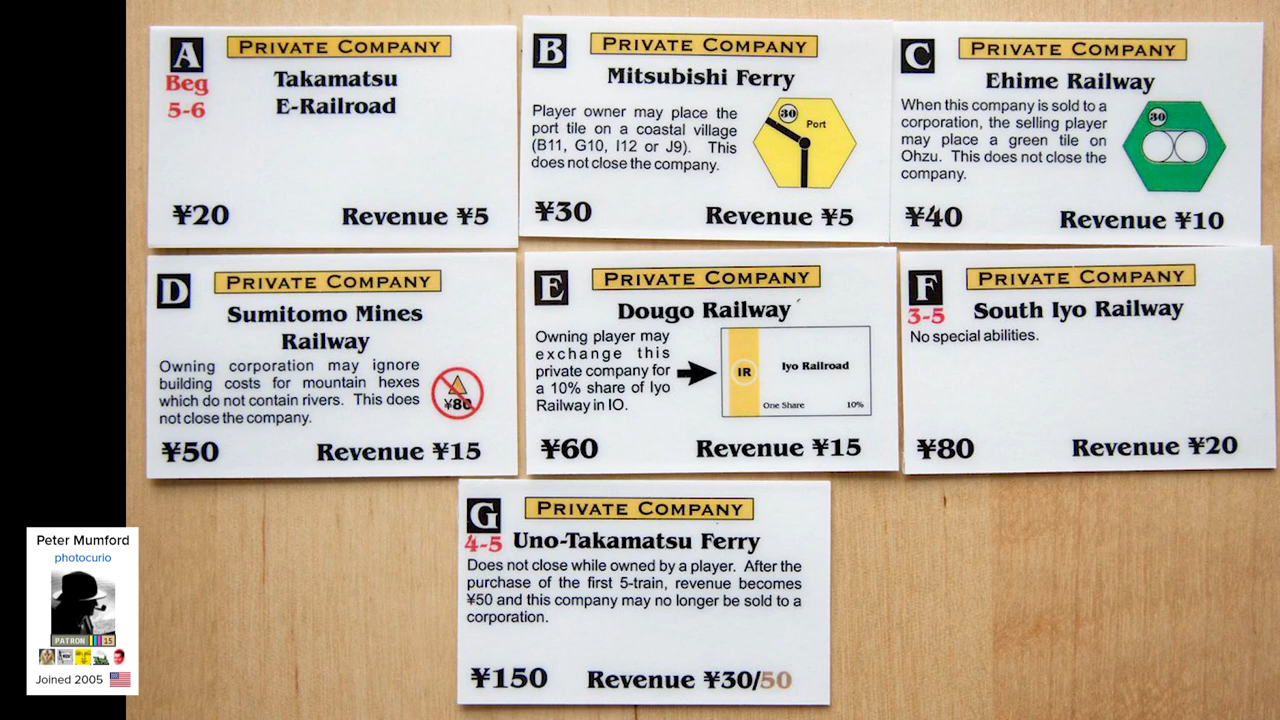 A
Beg
5-6
PRIVATE COMPANY
Takamatsu
E-Railroad
¥20 Revenue ¥5
B
PRIVATE COMPANY
Mitsubishi Ferry
Player owner may place the
port tile on a coastal village
(B11, G10, I12 or J9). This
does not close the company.
30
Port
¥30 Revenue ¥5
C
PRIVATE COMPANY
Ehime Railway
When this company is sold to a
corporation, the selling player
may place a green tile on
Ohzu. This does not close the
company.
30
¥40 Revenue ¥10
D
PRIVATE COMPANY
Sumitomo Mines
Railway
Owning corporation may ignore
building costs for mountain hexes
which do not contain rivers. This does
not close the company.
¥80
¥50 Revenue ¥15
E
PRIVATE COMPANY
Dougo Railway
Owning player may
exchange this
private company for
a 10% share of Iyo
Railway in IO.
IR
Iyo Railroad
One Share 10%
¥60 Revenue ¥15
F
3-5
PRIVATE COMPANY
South Iyo Railway
No special abilities.
¥80 Revenue ¥20
G
4-5
PRIVATE COMPANY
Uno-Takamatsu Ferry
Does not close while owned by a player. After the
purchase of the first 5-train, revenue becomes
¥50 and this company may no longer be sold to a
corporation.
¥150 Revenue ¥30/50
Peter Mumford
photocurio
PATRON 15
Joined 2005